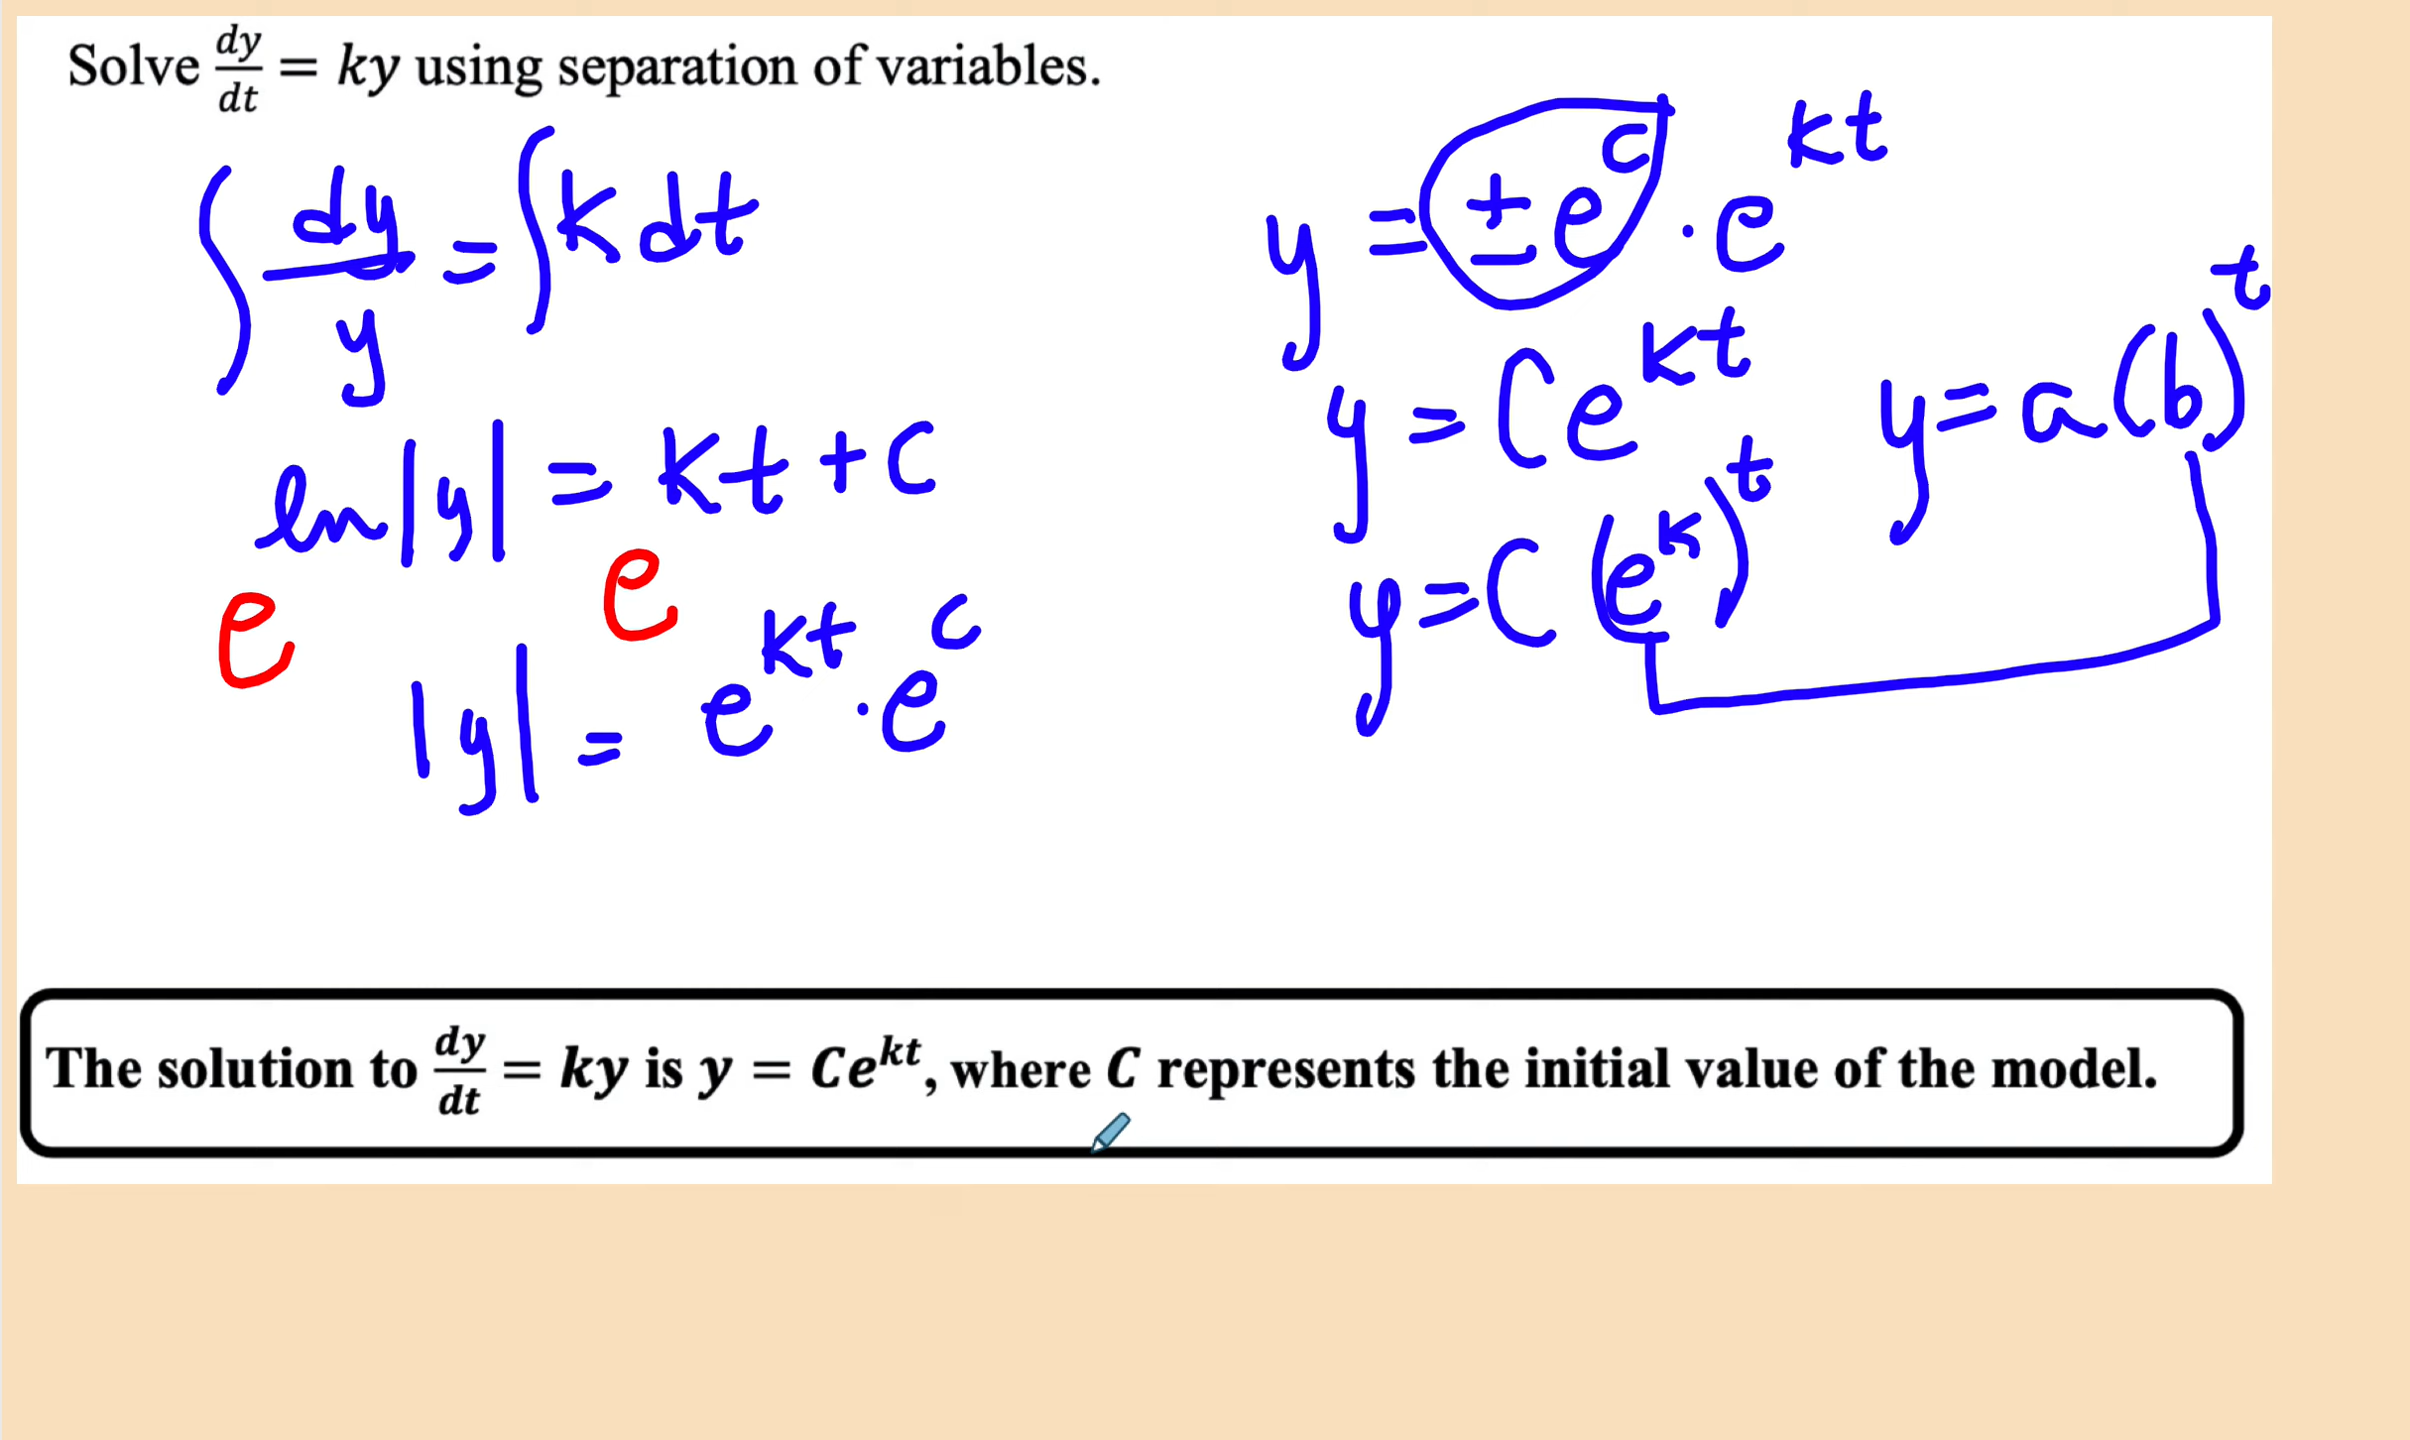 Solve dy/dt = ky using separation of variables.
∫ dy/y = ∫ k dt
ln|y| = kt + C
e e
|y| = e^kt · e^c
y = ± e^c · e^kt
y = Ce^kt
y = a(b)^t
y = C(e^k)^t
The solution to dy/dt = ky is y = Ce^kt, where C represents the initial value of the model.